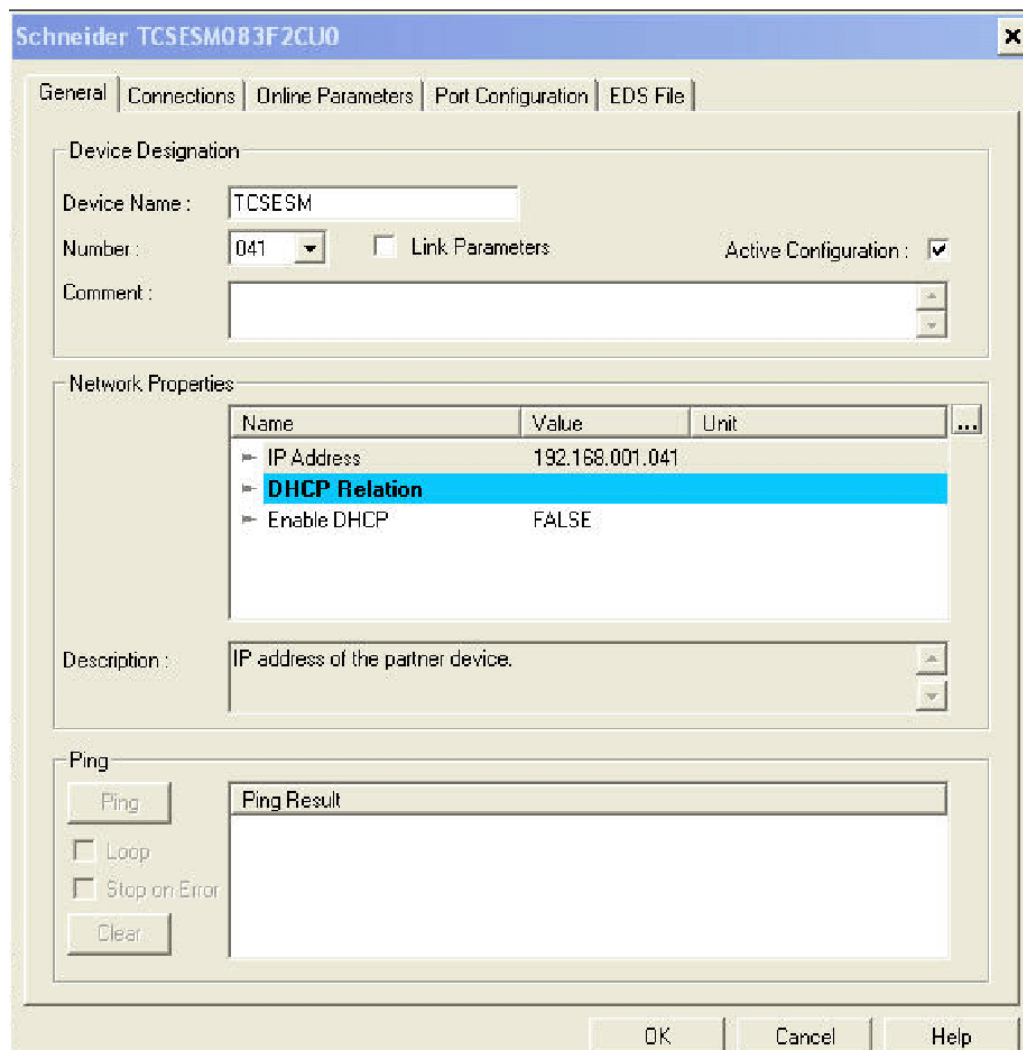 Schneider TCSESM083F2CU0
General Connections Online Parameters Port Configuration EDS File
Device Designation
Device Name : TCSESM
Number : 041 Link Parameters Active Configuration :
Comment :
Network Properties
Name Value Unit
...
IP Address 192.168.001.041
DHCP Relation
Enable DHCP FALSE
Description : IP address of the partner device.
Ping
Ping Ping Result
Loop
Stop on Error
Clear
OK Cancel Help